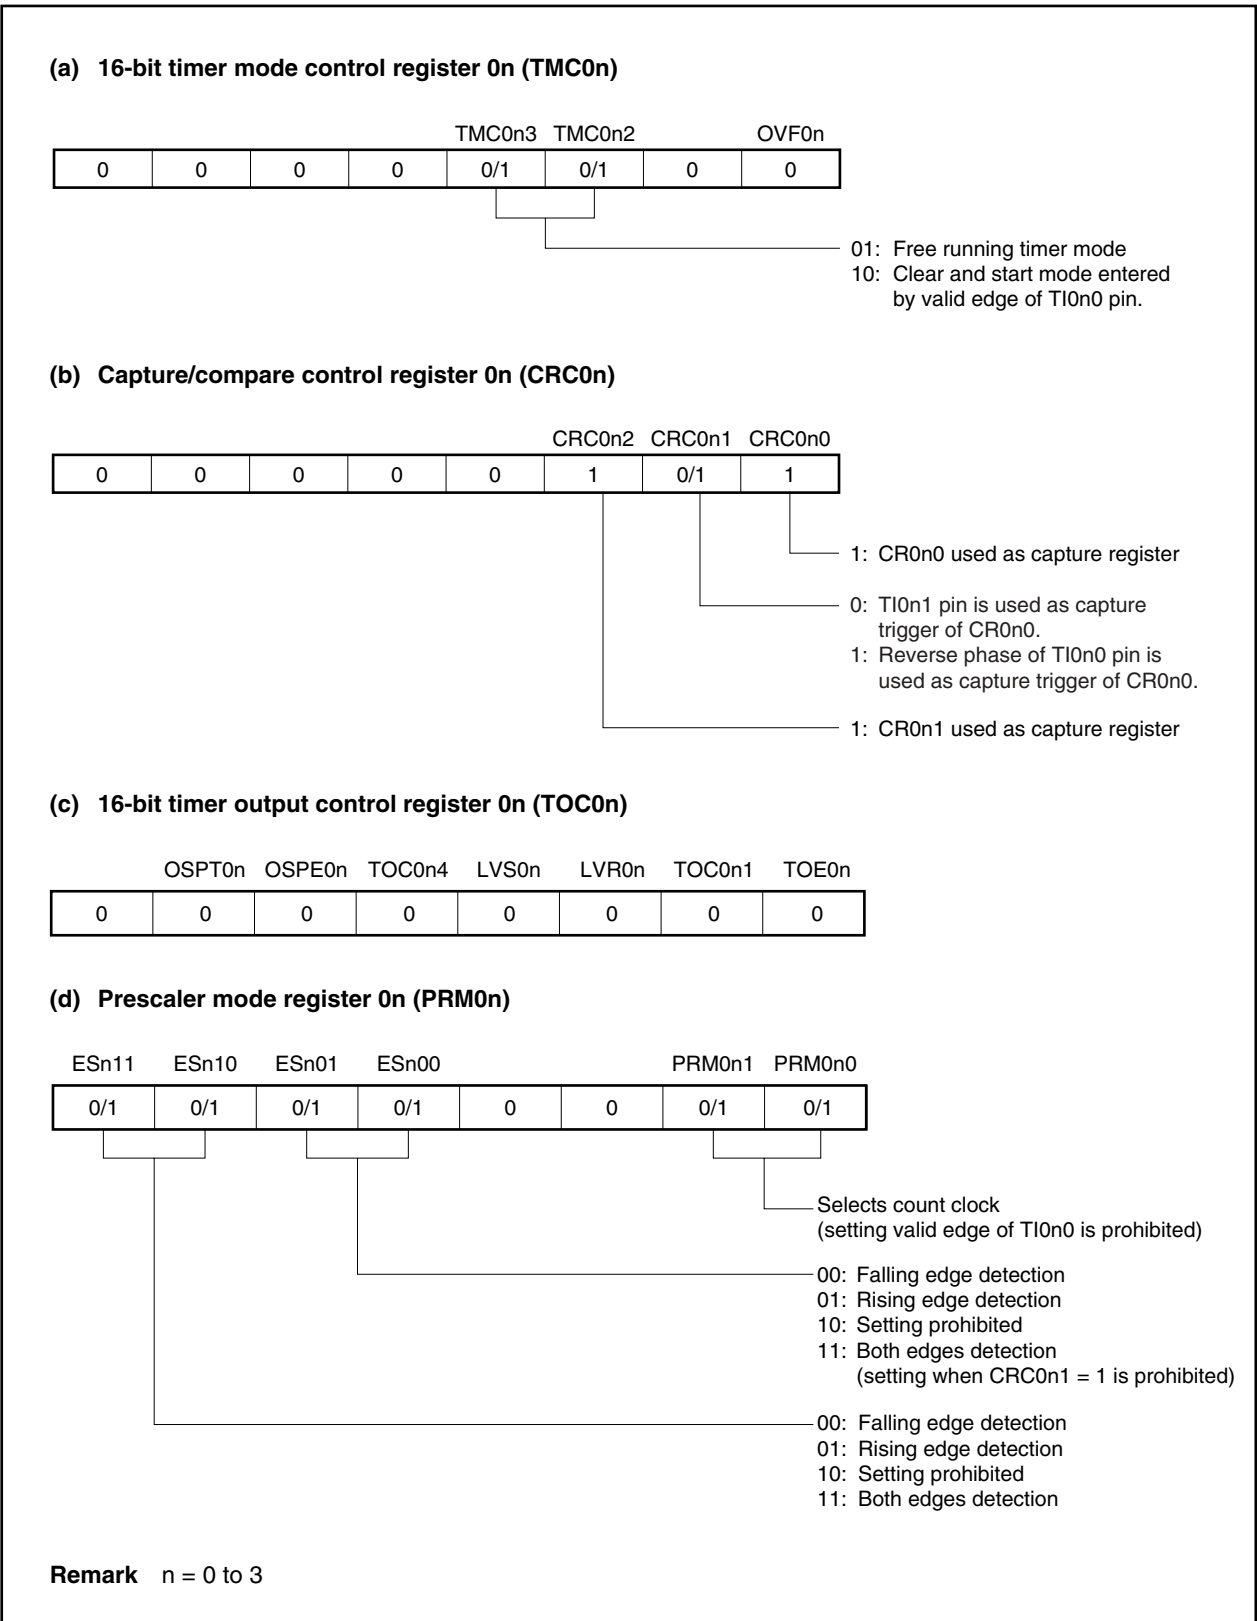 (a) 16-bit timer mode control register 0n (TMC0n)
TMC0n3 TMC0n2 OVF0n
0 0 0 0 0/1 0/1 0 0
01: Free running timer mode
10: Clear and start mode entered
by valid edge of TI0n0 pin.
(b) Capture/compare control register 0n (CRC0n)
CRC0n2 CRC0n1 CRC0n0
0 0 0 0 0 1 0/1 1
1: CR0n0 used as capture register
0: TI0n1 pin is used as capture
trigger of CR0n0.
1: Reverse phase of TI0n0 pin is
used as capture trigger of CR0n0.
1: CR0n1 used as capture register
(c) 16-bit timer output control register 0n (TOC0n)
OSPT0n OSPE0n TOC0n4 LVS0n LVR0n TOC0n1 TOE0n
0 0 0 0 0 0 0 0
(d) Prescaler mode register 0n (PRM0n)
ESn11 ESn10 ESn01 ESn00 PRM0n1 PRM0n0
0/1 0/1 0/1 0/1 0 0 0/1 0/1
Selects count clock
(setting valid edge of TI0n0 is prohibited)
00: Falling edge detection
01: Rising edge detection
10: Setting prohibited
11: Both edges detection
(setting when CRC0n1 = 1 is prohibited)
00: Falling edge detection
01: Rising edge detection
10: Setting prohibited
11: Both edges detection
Remark n = 0 to 3